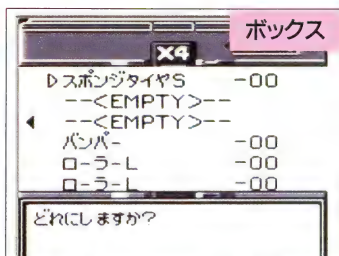 ボックス
X4
▷スポンジタイヤS -00
--<EMPTY>--
◀ --<EMPTY>--
バンパー -00
ローラーL -00
ローラーL -00
どれにしますか?